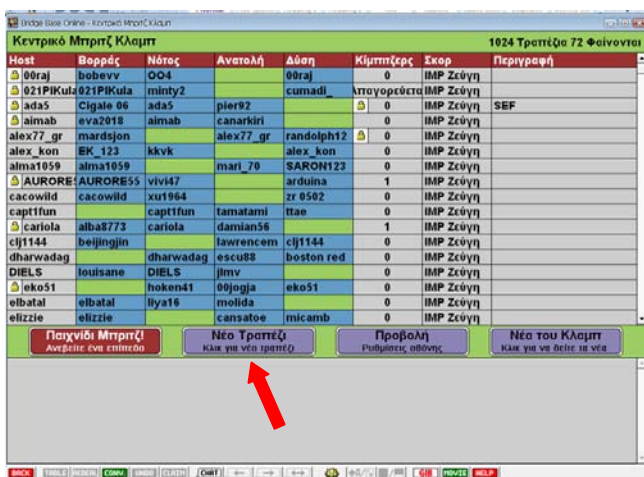 Bridge Base Online - Κεντρικό Μπριτζ Κλαμπ
Κεντρικό Μπριτζ Κλαμπ 1024 Τραπέζια 72 Φαίνονται
Host Βορράς Νότος Ανατολή Δύση Κίμπιτζερς Σκορ Περιγραφή
00raj bobevv OO4 00raj 0 IMP Ζεύγη
021PIKula 021PIKula minty2 cumadi_ Απαγορεύεται IMP Ζεύγη
ada5 Cigale 06 ada5 pier92 0 IMP Ζεύγη SEF
aimab eva2018 aimab canarkiri 0 IMP Ζεύγη
alex77_gr mardsjon alex77_gr randolph12 0 IMP Ζεύγη
alex_kon EK_123 kkvk alex_kon 0 IMP Ζεύγη
alma1059 alma1059 mari_70 SARON123 0 IMP Ζεύγη
AURORE5 AURORE55 vivi47 arduina 1 IMP Ζεύγη
cacowild cacowild xu1964 zr 0502 0 IMP Ζεύγη
capt1fun capt1fun tamatami ttae 0 IMP Ζεύγη
cariola alba8773 cariola damian56 1 IMP Ζεύγη
clj1144 beijingjin lawrencem clj1144 0 IMP Ζεύγη
dharwadag dharwadag escu88 boston red 0 IMP Ζεύγη
DIELS louisane DIELS jlmv 0 IMP Ζεύγη
eko51 hoken41 00jogja eko51 0 IMP Ζεύγη
elbatal elbatal liya16 molida 0 IMP Ζεύγη
elizzie elizzie cansatoe micamb 0 IMP Ζεύγη
Παιχνίδι Μπριτζ! Νέο Τραπέζι Προβολή Νέα του Κλαμπ
Ανεβείτε ένα επίπεδο Κλικ για νέο τραπέζι Ρυθμίσεις οθόνης Κλικ για να δείτε τα νέα
BACK TABLE REDEAL CONV. UNDO CLAIM CHAT GIB MOVIE HELP